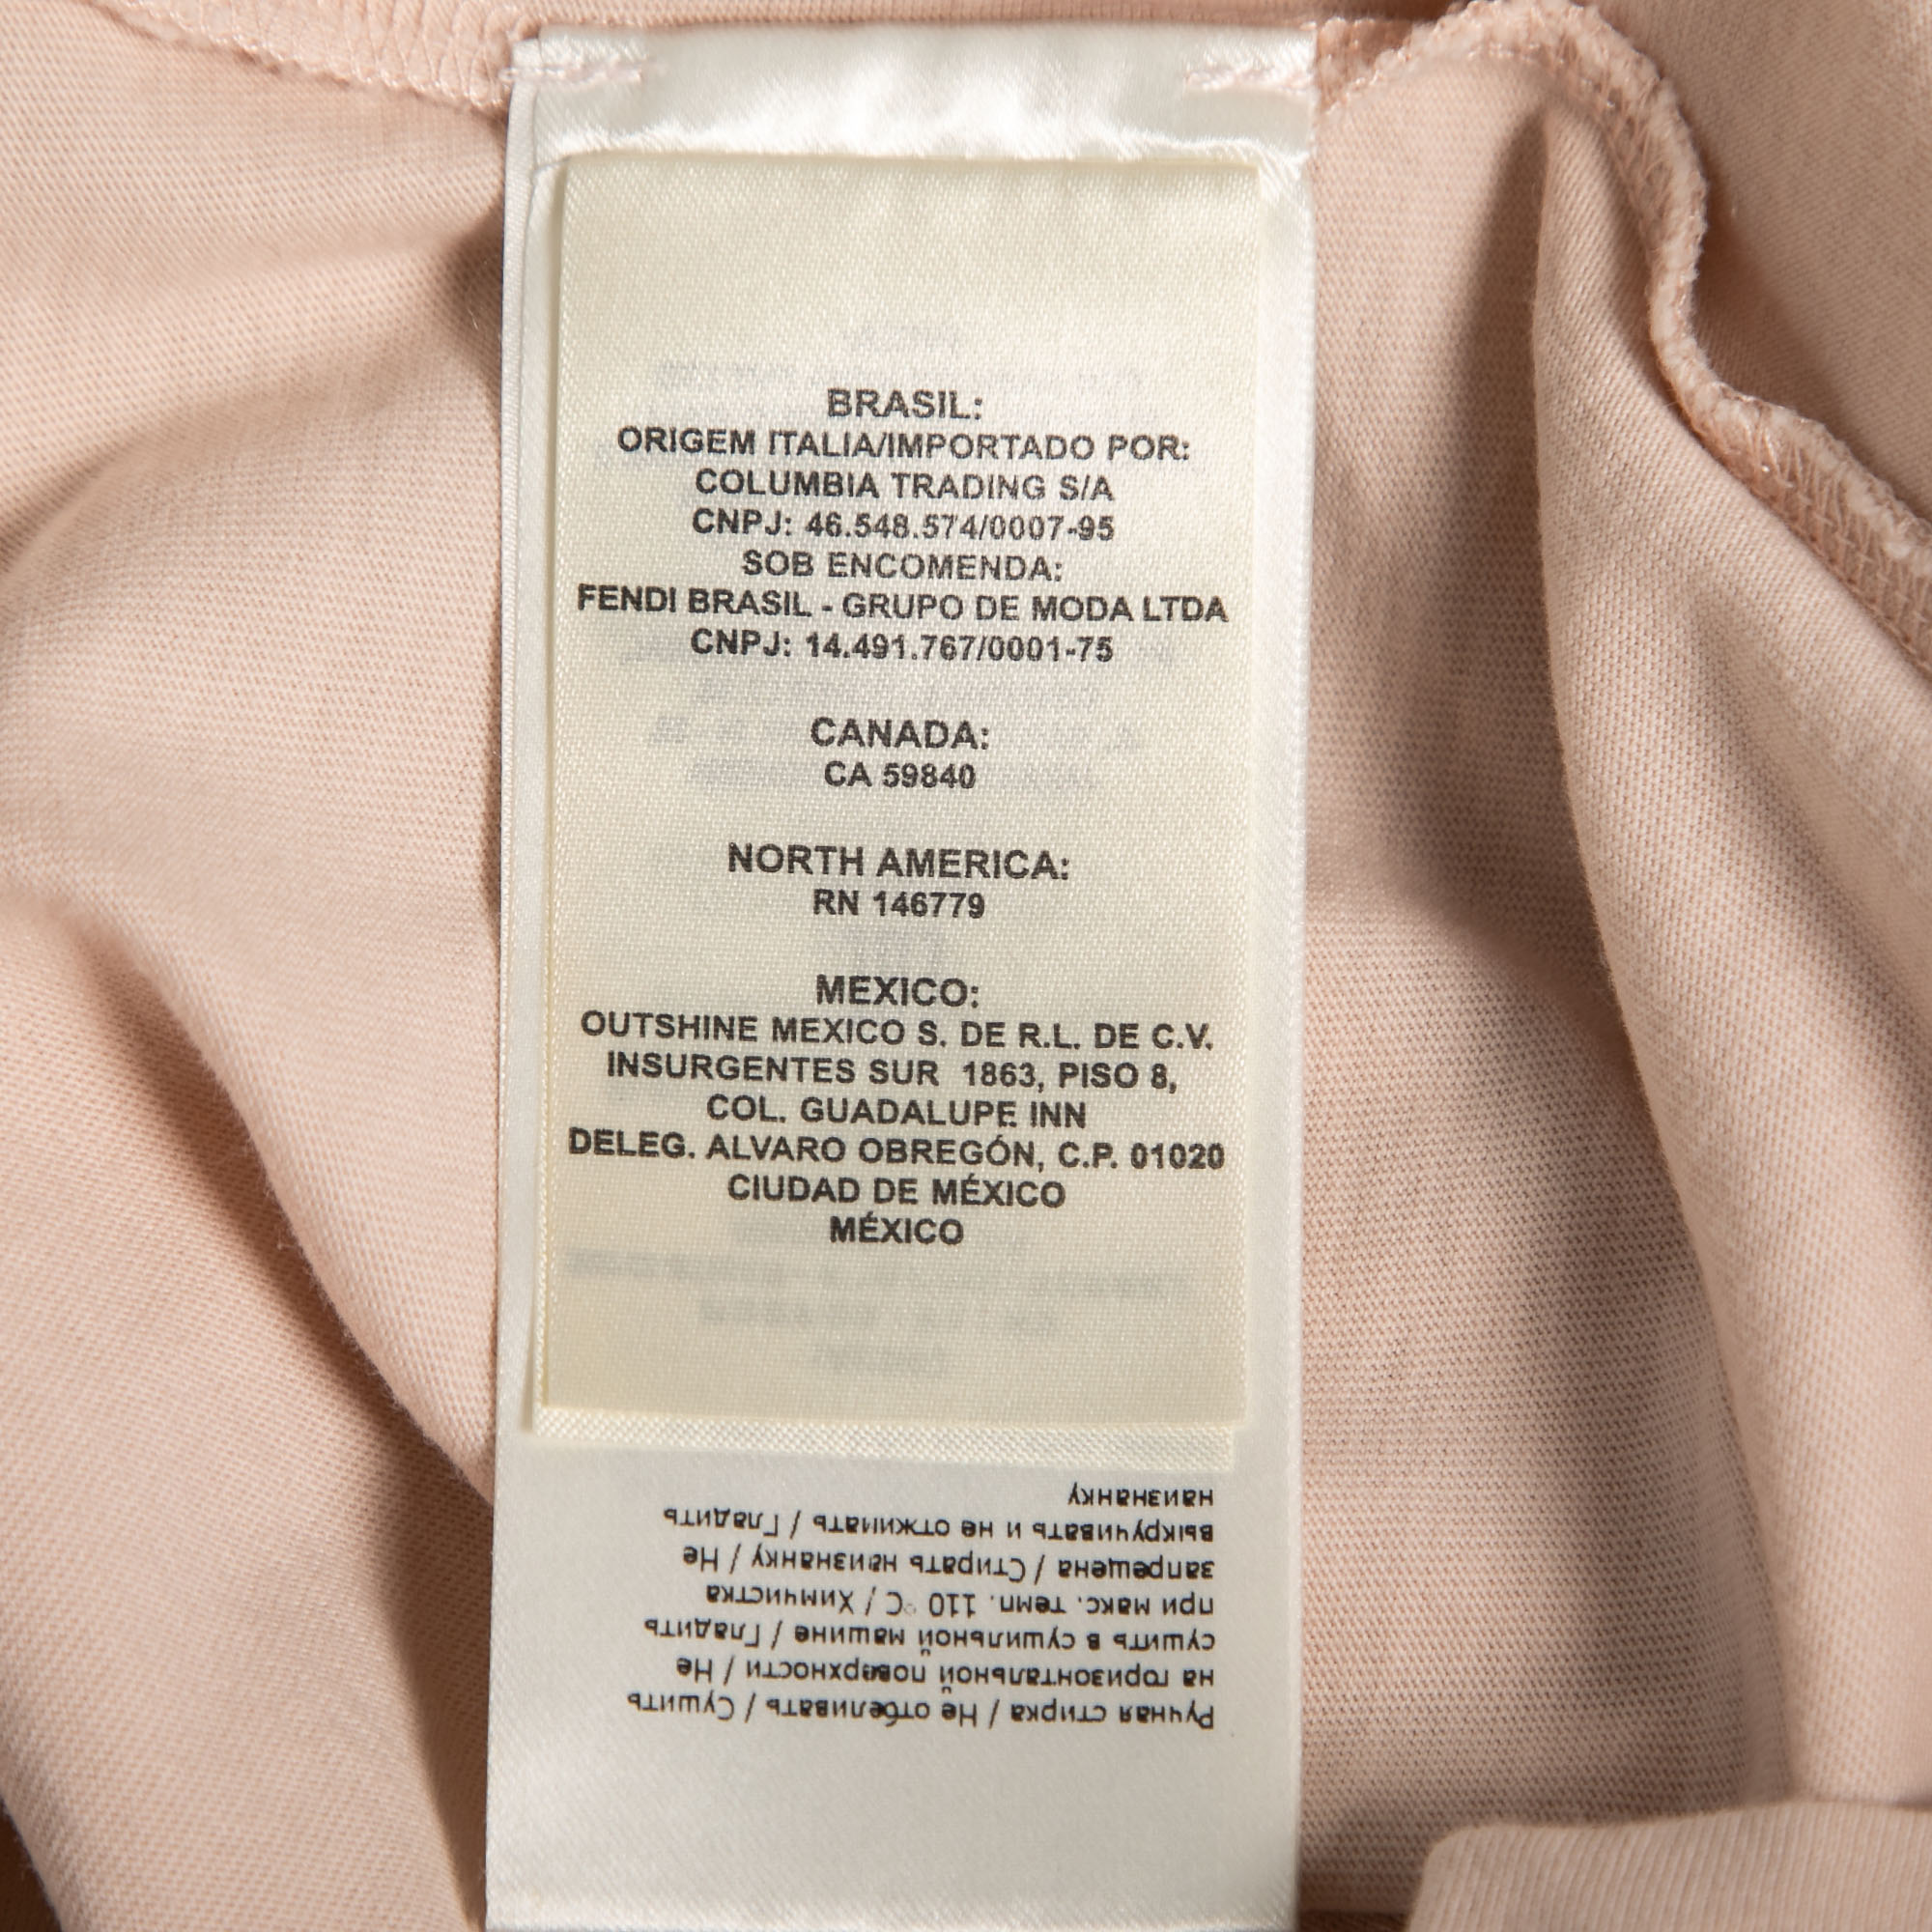 BRASIL:
ORIGEM ITALIA/IMPORTADO POR:
COLUMBIA TRADING S/A
CNPJ: 46.548.574/0007-95
SOB ENCOMENDA:
FENDI BRASIL - GRUPO DE MODA LTDA
CNPJ: 14.491.767/0001-75
CANADA:
CA 59840
NORTH AMERICA:
RN 146779
MEXICO:
OUTSHINE MEXICO S. DE R.L. DE C.V.
INSURGENTES SUR 1863, PISO 8,
COL. GUADALUPE INN
DELEG. ALVARO OBREGÓN, C.P. 01020
CIUDAD DE MÉXICO
MÉXICO
Ручная стирка / Не отбеливать / Сушить
на горизонтальной поверхности / Не
сушить в сушильной машине / Гладить
при макс. темп. 110 °C / Химчистка
запрещена / Стирать наизнанку / Не
выкручивать и не отжимать / Гладить
наизнанку